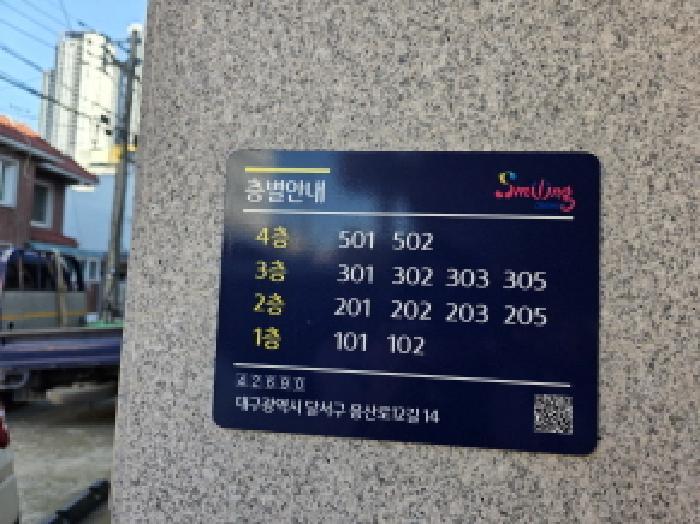 층별안내
Smiling
4층 501 502
3층 301 302 303 305
2층 201 202 203 205
1층 101 102
42690
대구광역시 달서구 용산로12길 14